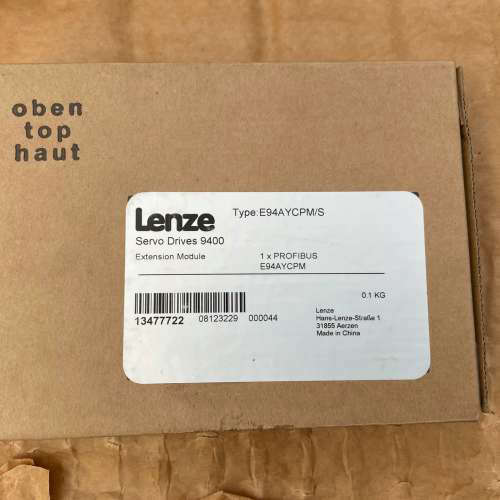 oben
top
haut
Lenze
Type:E94AYCPM/S
Servo Drives 9400
Extension Module
1 x PROFIBUS
E94AYCPM
0.1 KG
13477722 08123229 000044
Lenze
Hans-Lenze-Straße 1
31855 Aerzen
Made in China